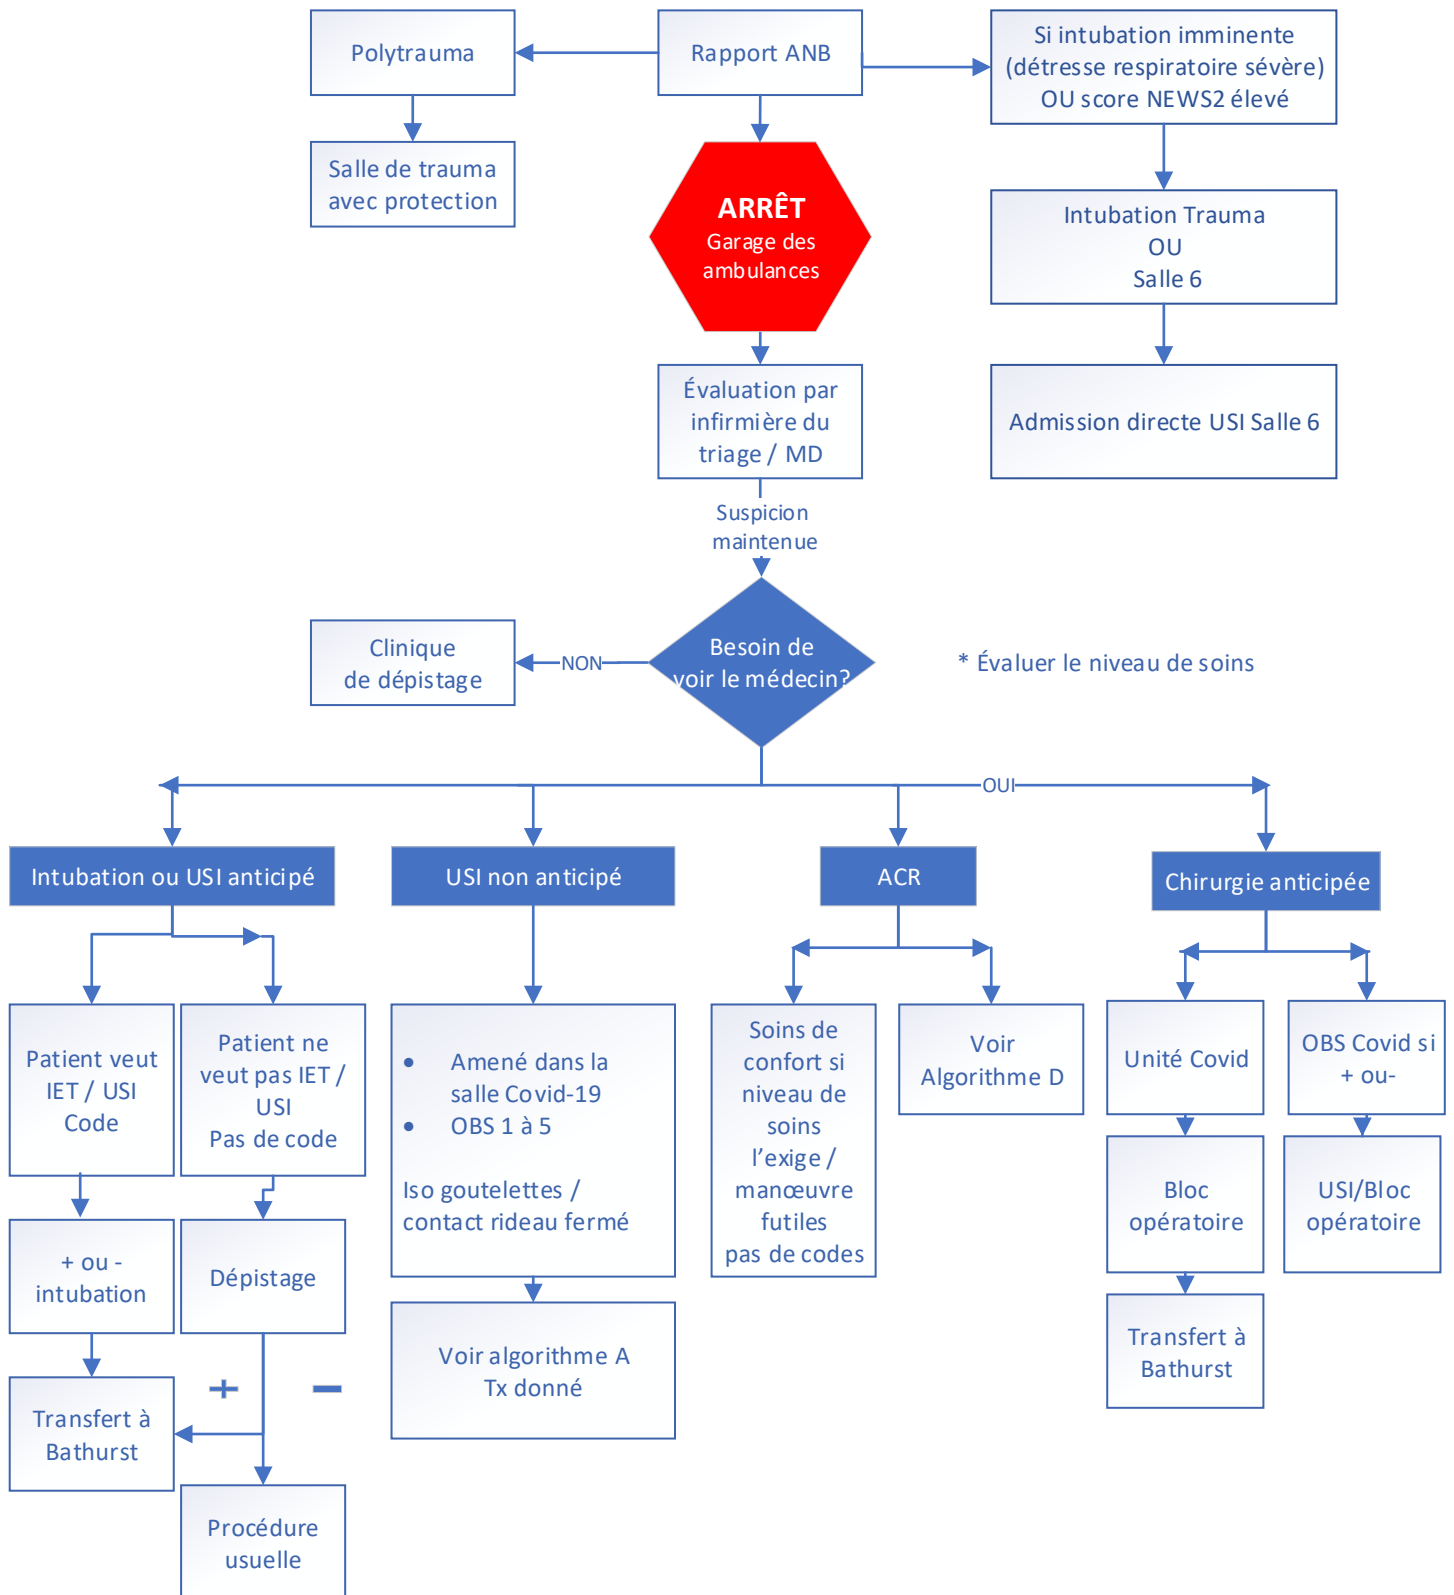 Polytrauma
Rapport ANB
Si intubation imminente
(détresse respiratoire sévère)
OU score NEWS2 élevé
Salle de trauma
avec protection
ARRÊT
Garage des
ambulances
Intubation Trauma
OU
Salle 6
Évaluation par
infirmière du
triage / MD
Admission directe USI Salle 6
Suspicion
maintenue
Clinique
de dépistage
NON
Besoin de
voir le médecin?
* Évaluer le niveau de soins
OUI
Intubation ou USI anticipé
USI non anticipé
ACR
Chirurgie anticipée
Patient veut
IET / USI
Code
Patient ne
veut pas IET /
USI
Pas de code
• Amené dans la
salle Covid-19
• OBS 1 à 5
Iso goutelettes /
contact rideau fermé
Soins de
confort si
niveau de
soins
l'exige /
manœuvre
futiles
pas de codes
Voir
Algorithme D
Unité Covid
OBS Covid si
+ ou-
+ ou -
intubation
Dépistage
Bloc
opératoire
USI/Bloc
opératoire
Voir algorithme A
Tx donné
Transfert à
Bathurst
+
−
Transfert à
Bathurst
Procédure
usuelle